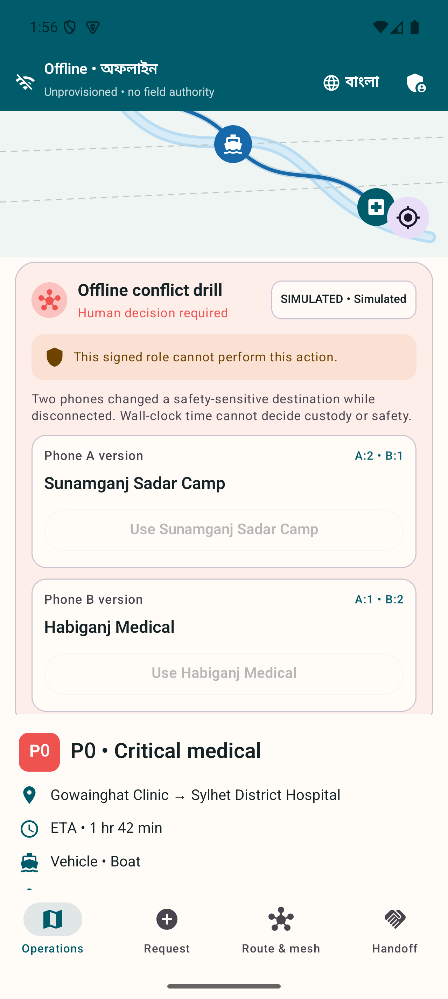 1:56
Offline • অফলাইন
Unprovisioned • no field authority
বাংলা
Offline conflict drill
Human decision required
SIMULATED • Simulated
This signed role cannot perform this action.
Two phones changed a safety-sensitive destination while
disconnected. Wall-clock time cannot decide custody or safety.
Phone A version
A:2 • B:1
Sunamganj Sadar Camp
Use Sunamganj Sadar Camp
Phone B version
A:1 • B:2
Habiganj Medical
Use Habiganj Medical
P0
P0 • Critical medical
Gowainghat Clinic → Sylhet District Hospital
ETA • 1 hr 42 min
Vehicle • Boat
Operations
Request
Route & mesh
Handoff